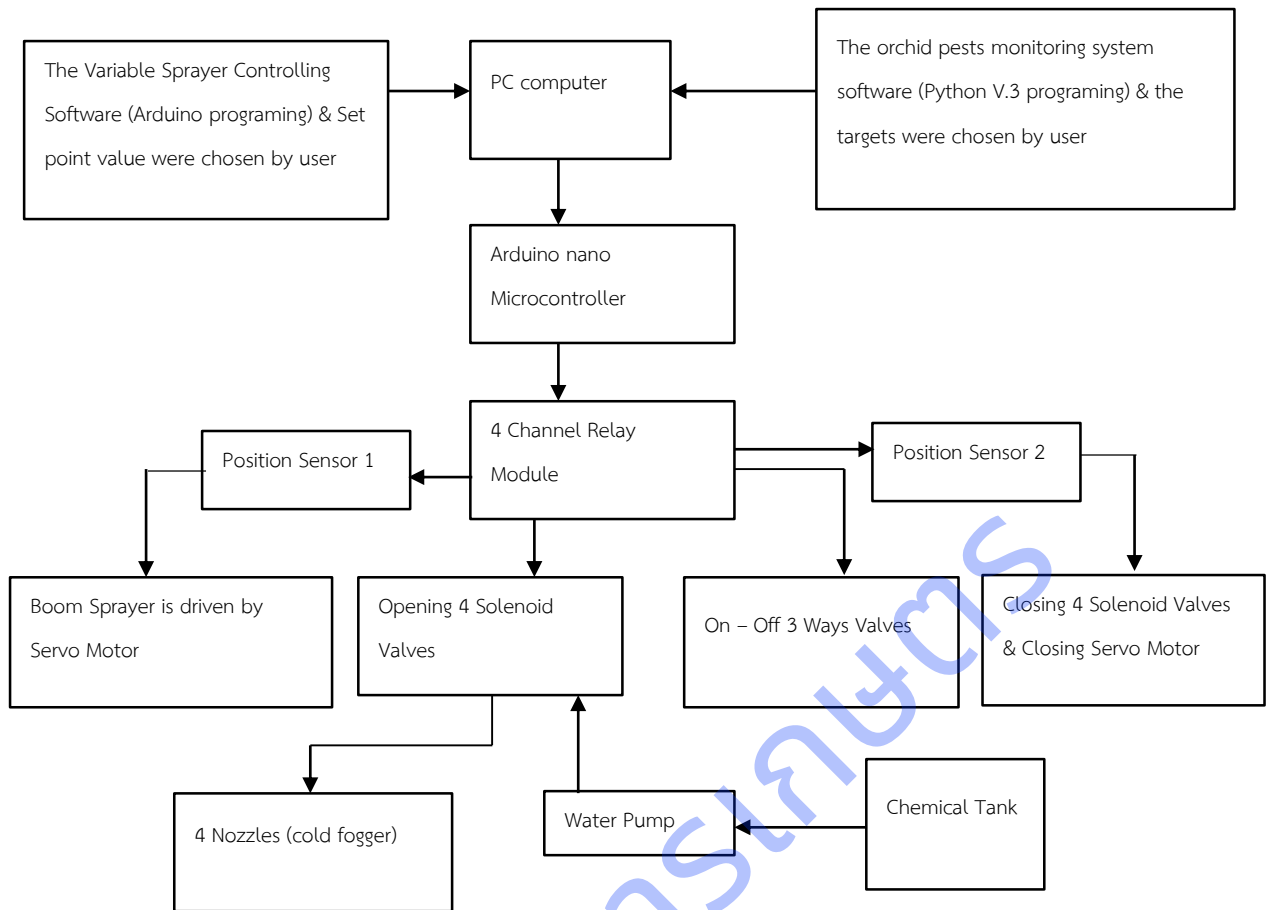 The Variable Sprayer Controlling
Software (Arduino programing) & Set
point value were chosen by user
PC computer
The orchid pests monitoring system
software (Python V.3 programing) & the
targets were chosen by user
Arduino nano
Microcontroller
4 Channel Relay
Module
Position Sensor 1
Position Sensor 2
Boom Sprayer is driven by
Servo Motor
Opening 4 Solenoid
Valves
On – Off 3 Ways Valves
Closing 4 Solenoid Valves
& Closing Servo Motor
4 Nozzles (cold fogger)
Water Pump
Chemical Tank